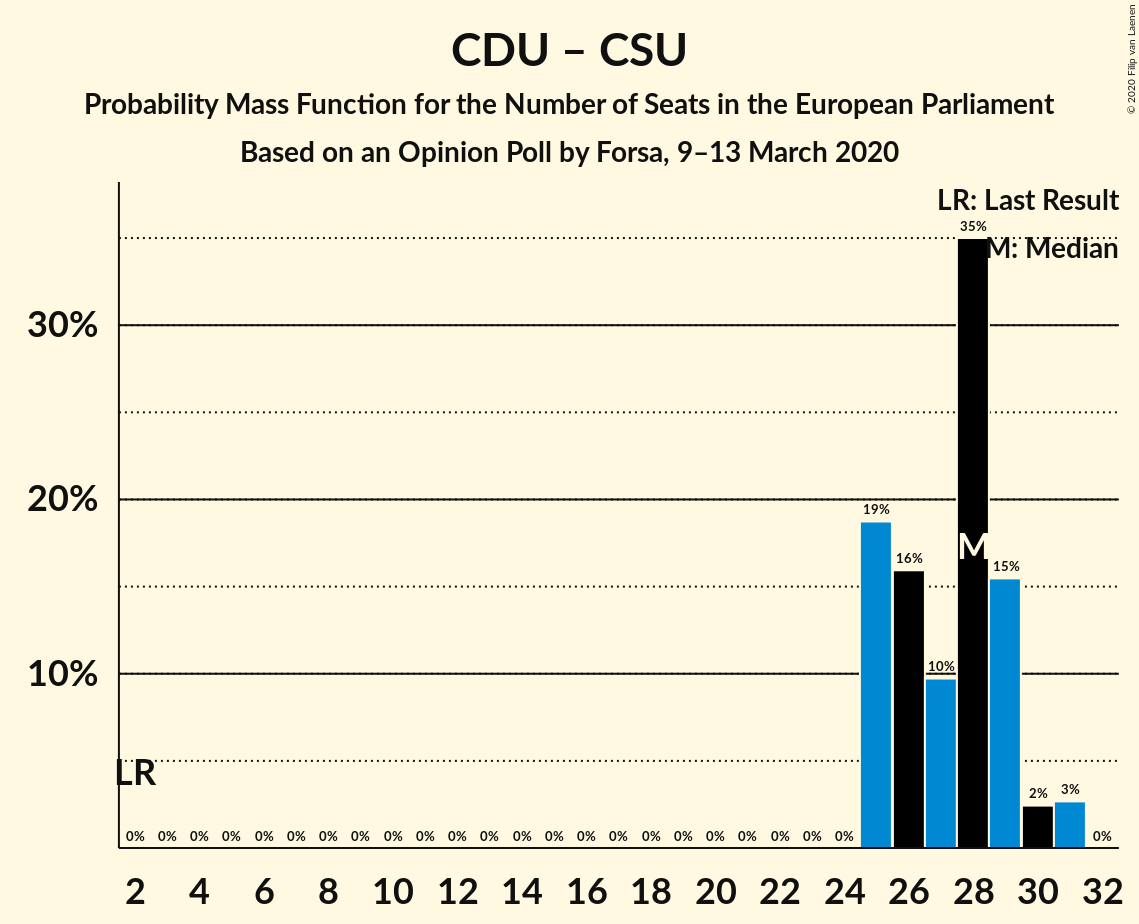 © 2020 Filip van Laenen
CDU – CSU
Probability Mass Function for the Number of Seats in the European Parliament
Based on an Opinion Poll by Forsa, 9–13 March 2020
LR: Last Result
M: Median
35%
30%
20%
19%
16%
M
15%
10%
10%
LR
2%
3%
0% 0% 0% 0% 0% 0% 0% 0% 0% 0% 0% 0% 0% 0% 0% 0% 0% 0% 0% 0% 0% 0% 0% 0%
2 4 6 8 10 12 14 16 18 20 22 24 26 28 30 32